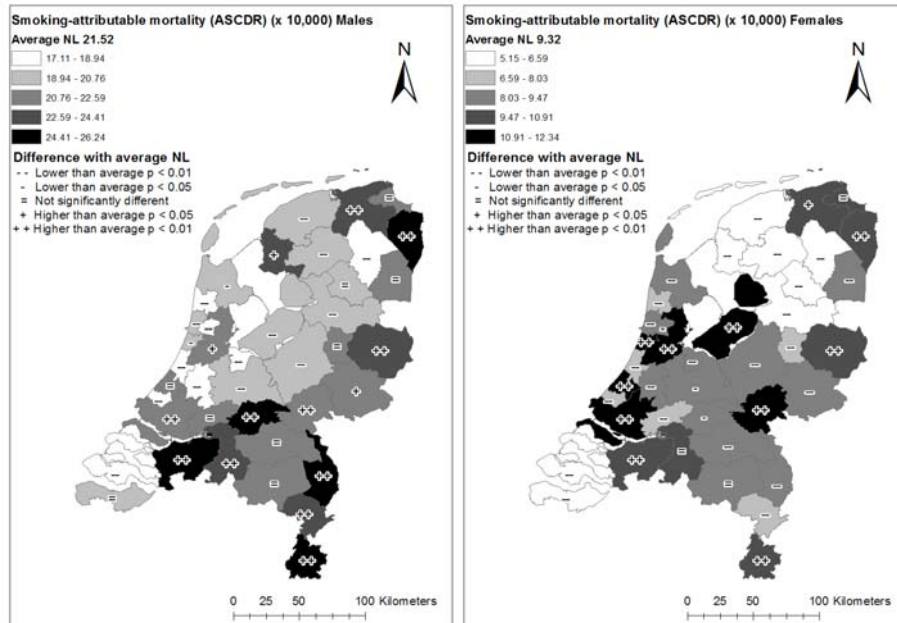 Smoking-attributable mortality (ASCDR) (x 10,000) Males
Average NL 21.52
17.11 - 18.94
18.94 - 20.76
20.76 - 22.59
22.59 - 24.41
24.41 - 26.24
Difference with average NL
- - Lower than average p < 0.01
- Lower than average p < 0.05
= Not significantly different
+ Higher than average p < 0.05
+ + Higher than average p < 0.01
N
0 25 50 100 Kilometers
Smoking-attributable mortality (ASCDR) (x 10,000) Females
Average NL 9.32
5.15 - 6.59
6.59 - 8.03
8.03 - 9.47
9.47 - 10.91
10.91 - 12.34
Difference with average NL
- - Lower than average p < 0.01
- Lower than average p < 0.05
= Not significantly different
+ Higher than average p < 0.05
+ + Higher than average p < 0.01
N
0 25 50 100 Kilometers